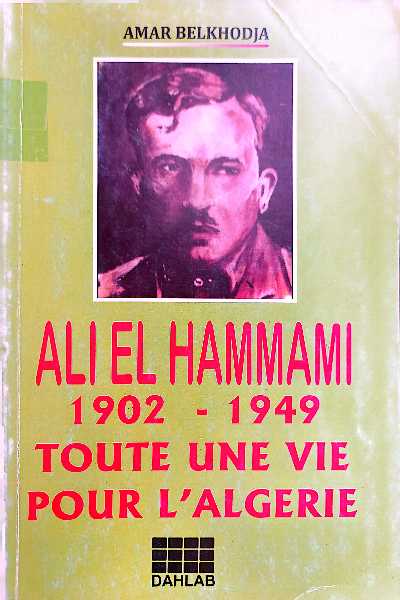 AMAR BELKHODJA
ALI EL HAMMAMI
1902 - 1949
TOUTE UNE VIE
POUR L'ALGERIE
DAHLAB